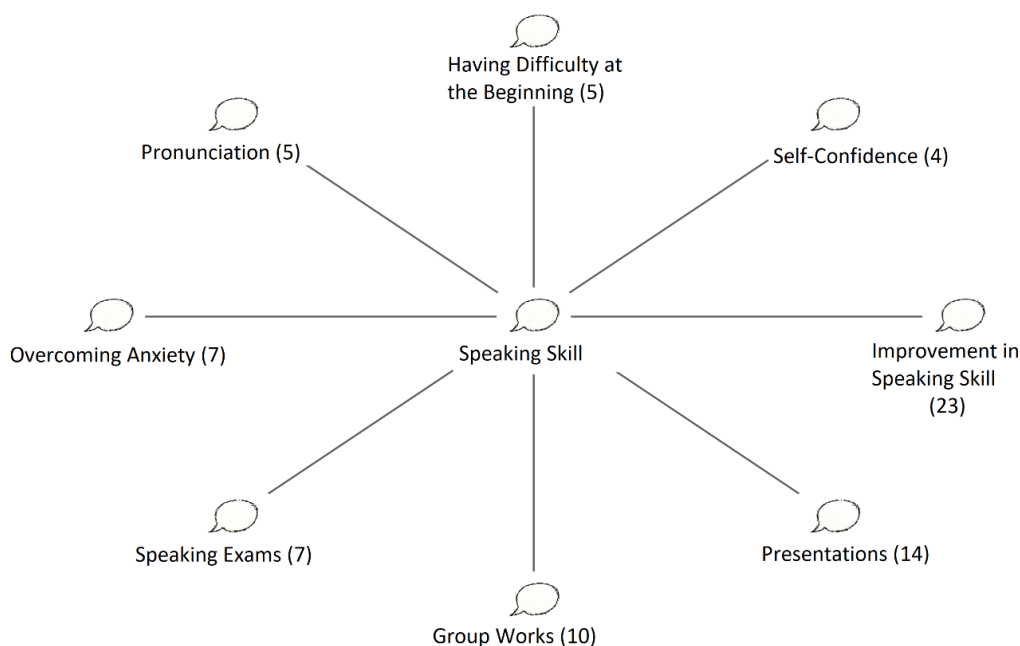 Having Difficulty at
the Beginning (5)
Pronunciation (5)
Self-Confidence (4)
Overcoming Anxiety (7)
Speaking Skill
Improvement in
Speaking Skill
(23)
Speaking Exams (7)
Presentations (14)
Group Works (10)